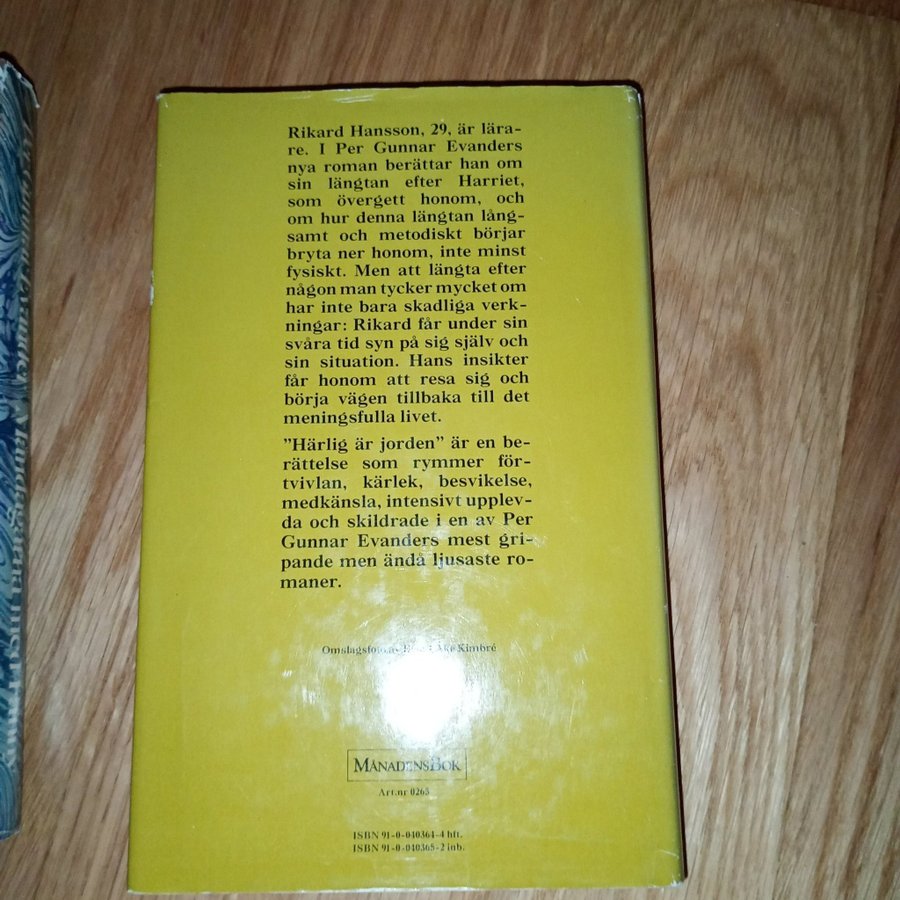 Rikard Hansson, 29, är lära-
re. I Per Gunnar Evanders
nya roman berättar han om
sin längtan efter Harriet,
som övergett honom, och
om hur denna längtan lång-
samt och metodiskt börjar
bryta ner honom, inte minst
fysiskt. Men att längta efter
någon man tycker mycket om
har inte bara skadliga verk-
ningar: Rikard får under sin
svåra tid syn på sig själv och
sin situation. Hans insikter
får honom att resa sig och
börja vägen tillbaka till det
meningsfulla livet.
”Härlig är jorden” är en be-
rättelse som rymmer för-
tvivlan, kärlek, besvikelse,
medkänsla, intensivt upplev-
da och skildrade i en av Per
Gunnar Evanders mest gri-
pande men ändå ljusaste ro-
maner.
Omslagsfoto av Kimbré
MÅNADENSBOK
Art.nr 0263
ISBN 91-0-040364-4 hft.
ISBN 91-0-040365-2 inb.